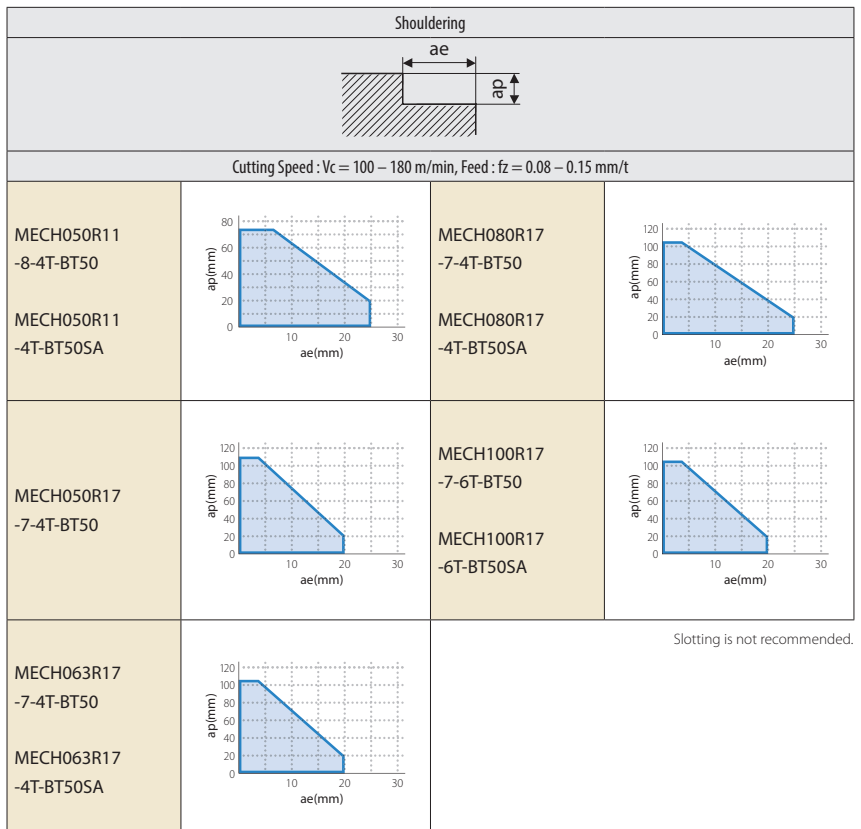 Shouldering
ae
ap
Cutting Speed : Vc = 100 – 180 m/min, Feed : fz = 0.08 – 0.15 mm/t
MECH050R11
-8-4T-BT50
MECH050R11
-4T-BT50SA
80
60
40
20
0
ap(mm)
10 20 30
ae(mm)
MECH080R17
-7-4T-BT50
MECH080R17
-4T-BT50SA
120
100
80
60
40
20
0
ap(mm)
10 20 30
ae(mm)
MECH050R17
-7-4T-BT50
120
100
80
60
40
20
0
ap(mm)
10 20 30
ae(mm)
MECH100R17
-7-6T-BT50
MECH100R17
-6T-BT50SA
120
100
80
60
40
20
0
ap(mm)
10 20 30
ae(mm)
MECH063R17
-7-4T-BT50
MECH063R17
-4T-BT50SA
120
100
80
60
40
20
0
ap(mm)
10 20 30
ae(mm)
Slotting is not recommended.